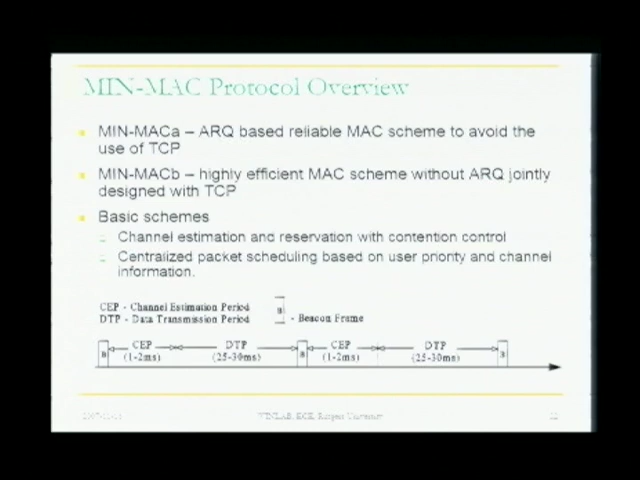 MIN-MAC Protocol Overview
MIN-MACa – ARQ based reliable MAC scheme to avoid the
use of TCP
MIN-MACb – highly efficient MAC scheme without ARQ jointly
designed with TCP
Basic schemes
Channel estimation and reservation with contention control
Centralized packet scheduling based on user priority and channel
information.
CEP - Channel Estimation Period
DTP - Data Transmission Period
B - Beacon Frame
B CEP DTP B CEP DTP B
(1-2ms) (25-30ms) (1-2ms) (25-30ms)
WINLAB, ECE, Rutgers University